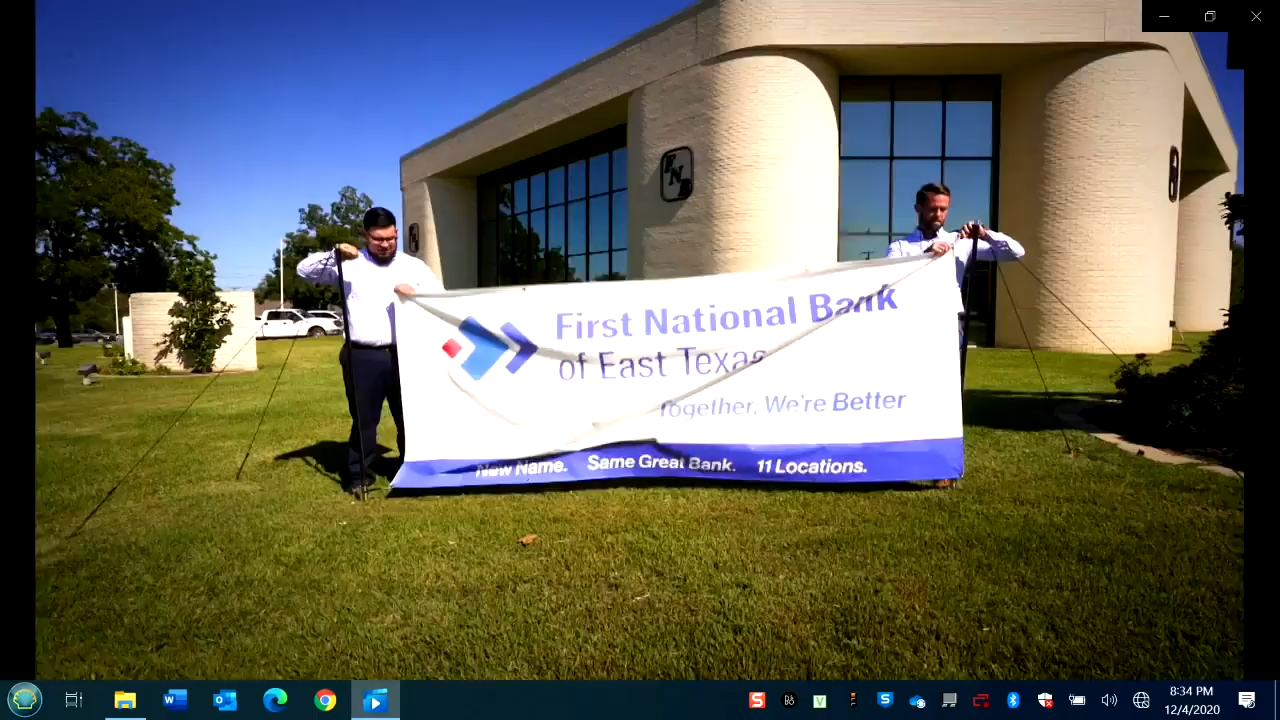 FNB
First National Bank
of East Texas
Together, We're Better
New Name. Same Great Bank. 11 Locations.
8:34 PM
12/4/2020